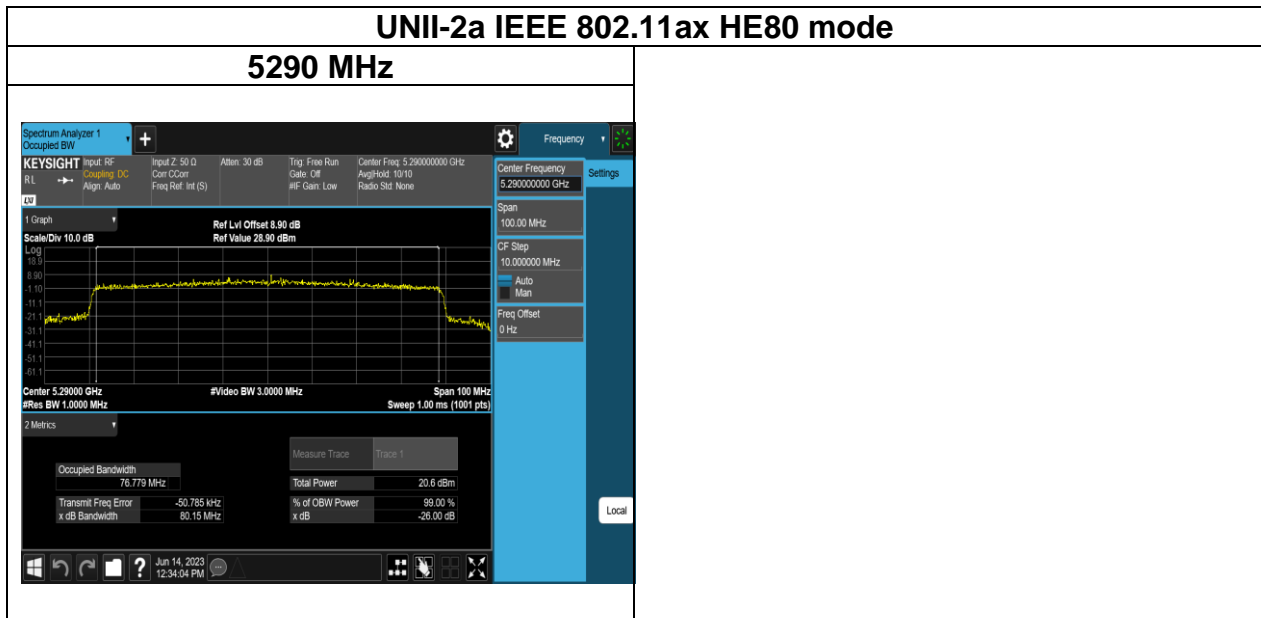 UNII-2a IEEE 802.11ax HE80 mode
5290 MHz
Spectrum Analyzer 1
Occupied BW
+
Frequency
KEYSIGHT
RL
LXI
Input: RF
Coupling: DC
Align: Auto
Input Z: 50 Ω
Corr CCorr
Freq Ref: Int (S)
Atten: 30 dB
Trig: Free Run
Gate: Off
#IF Gain: Low
Center Freq: 5.290000000 GHz
Avg|Hold: 10/10
Radio Std: None
Center Frequency
5.290000000 GHz
Settings
Span
100.00 MHz
CF Step
10.000000 MHz
Auto
Man
Freq Offset
0 Hz
Local
1 Graph
Scale/Div 10.0 dB
Ref Lvl Offset 8.90 dB
Ref Value 28.90 dBm
Log
18.9
8.90
-1.10
-11.1
-21.1
-31.1
-41.1
-51.1
-61.1
Center 5.29000 GHz
#Video BW 3.0000 MHz
Span 100 MHz
#Res BW 1.0000 MHz
Sweep 1.00 ms (1001 pts)
2 Metrics
Measure Trace
Trace 1
Occupied Bandwidth
76.779 MHz
Total Power
20.6 dBm
Transmit Freq Error
-50.785 kHz
% of OBW Power
99.00 %
x dB Bandwidth
80.15 MHz
x dB
-26.00 dB
?
Jun 14, 2023
12:34:04 PM